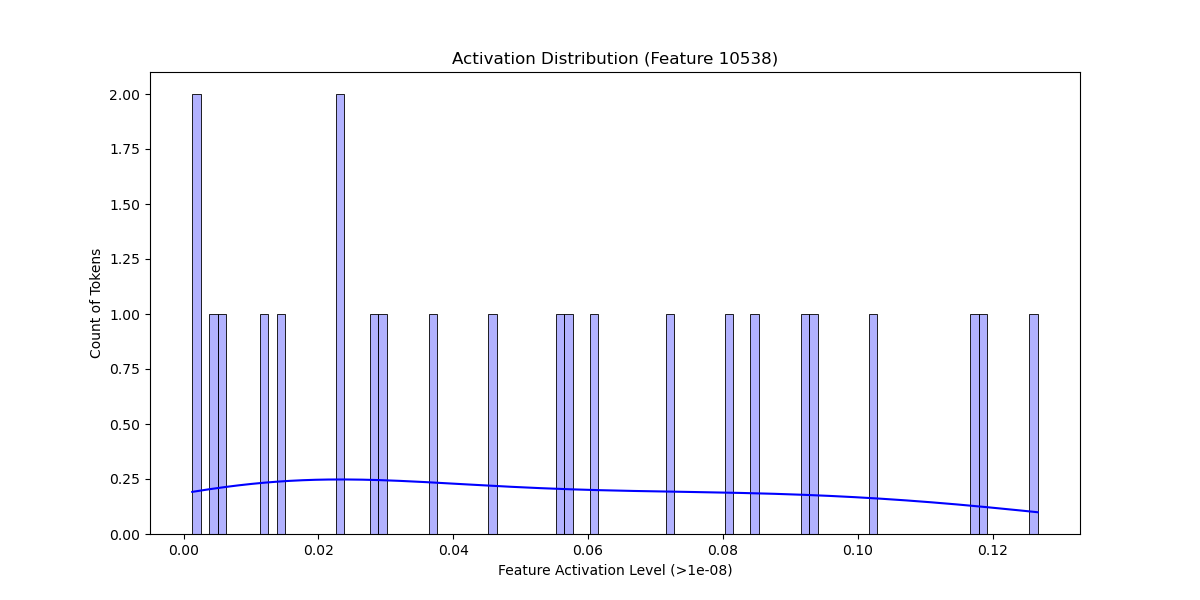 Activation Distribution (Feature 10538)
2.00
1.75
1.50
1.25
1.00
0.75
0.50
0.25
0.00
Count of Tokens
0.00 0.02 0.04 0.06 0.08 0.10 0.12
Feature Activation Level (>1e-08)